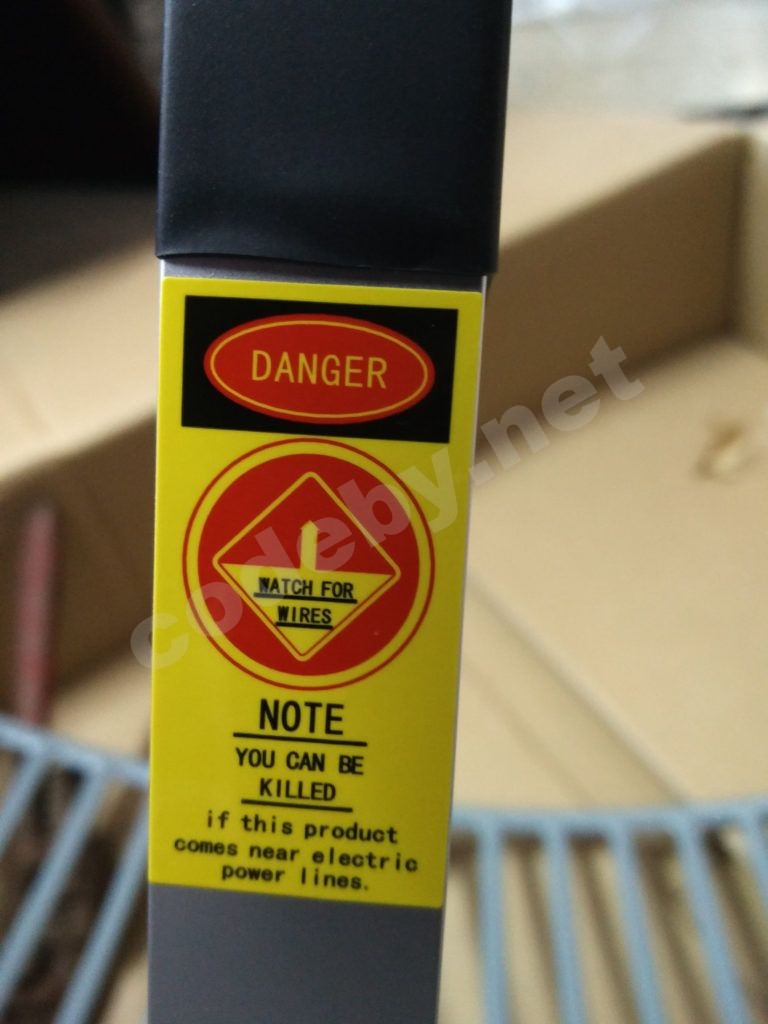 DANGER
WATCH FOR
WIRES
NOTE
YOU CAN BE
KILLED
if this product
comes near electric
power lines.
codeby.net